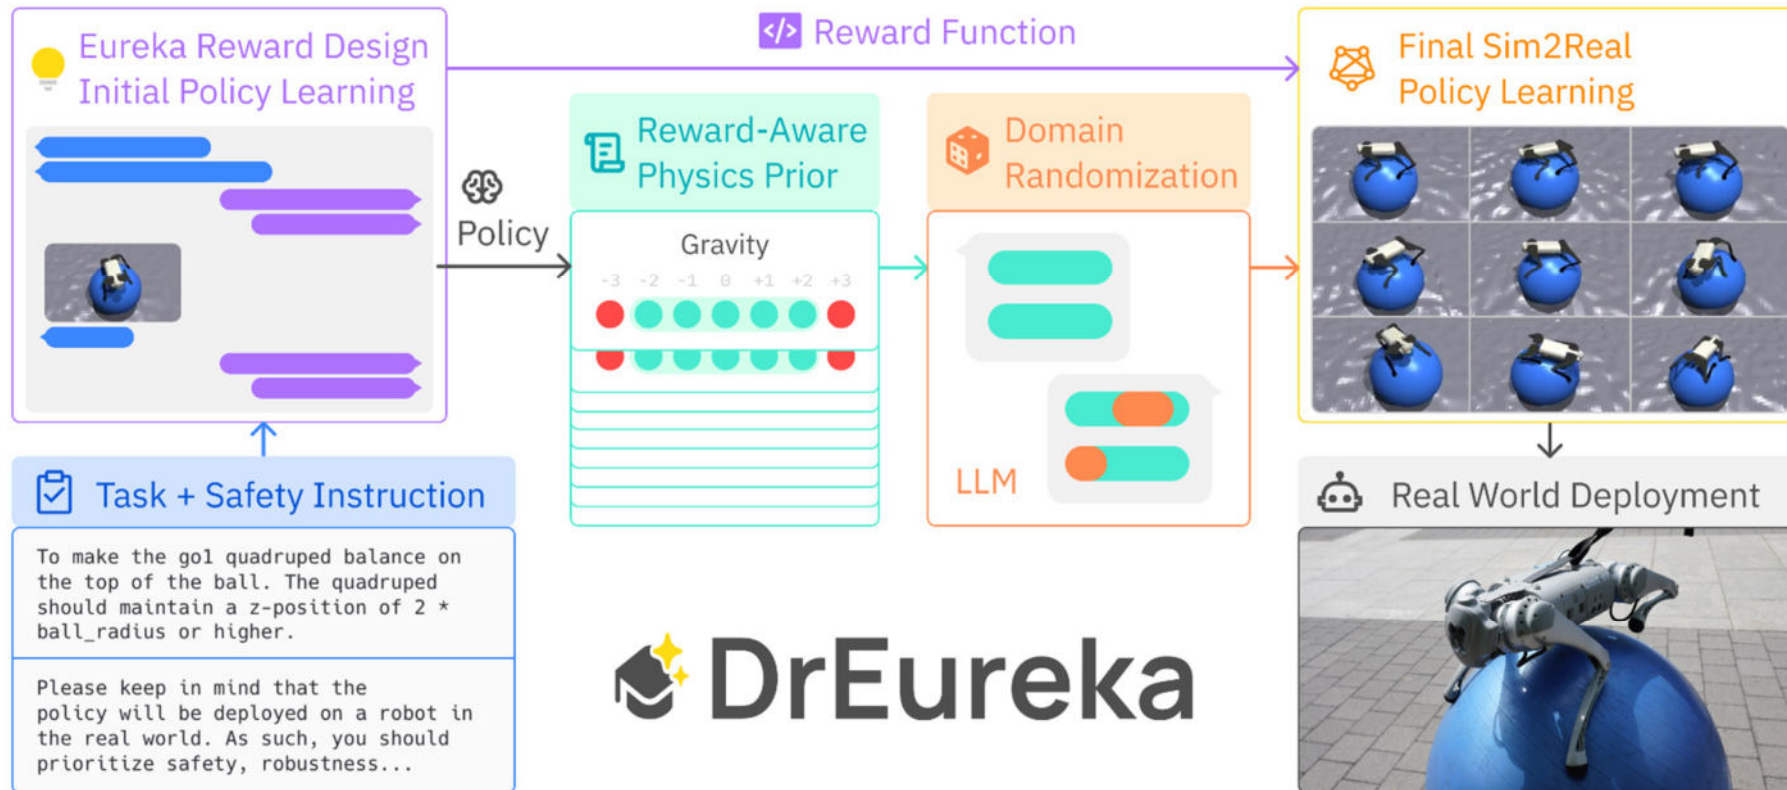 Eureka Reward Design
Initial Policy Learning
</> Reward Function
Final Sim2Real
Policy Learning
Policy
Reward-Aware
Physics Prior
Gravity
-3 -2 -1 0 +1 +2 +3
Domain
Randomization
LLM
Task + Safety Instruction
To make the go1 quadruped balance on
the top of the ball. The quadruped
should maintain a z-position of 2 *
ball_radius or higher.
Please keep in mind that the
policy will be deployed on a robot in
the real world. As such, you should
prioritize safety, robustness...
DrEureka
Real World Deployment